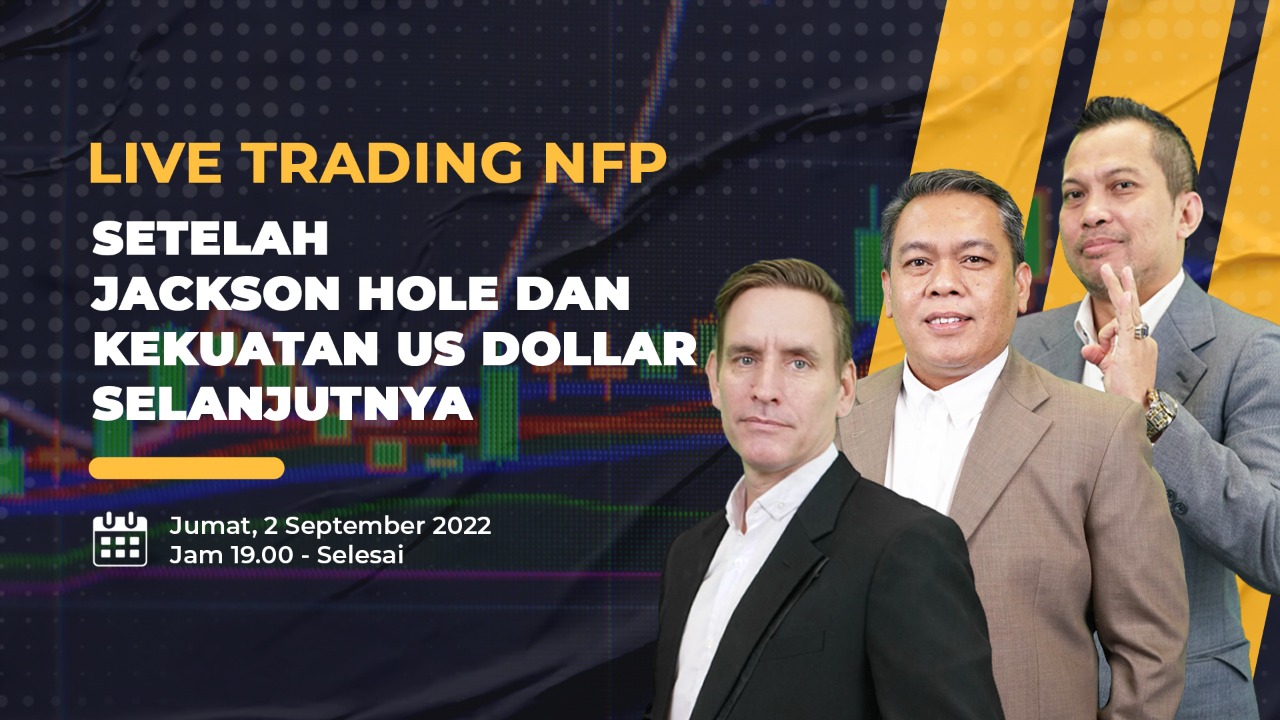 LIVE TRADING NFP
SETELAH
JACKSON HOLE DAN
KEKUATAN US DOLLAR
SELANJUTNYA
Jumat, 2 September 2022
Jam 19.00 - Selesai